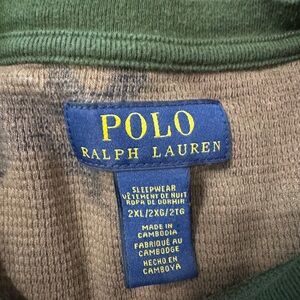 POLO
RALPH LAUREN
SLEEPWEAR
VÊTEMENT DE NUIT
ROPA DE DORMIR
2XL/2XG/2TG
MADE IN
CAMBODIA
FABRIQUÉ AU
CAMBODGE
HECHO EN
CAMBOYA